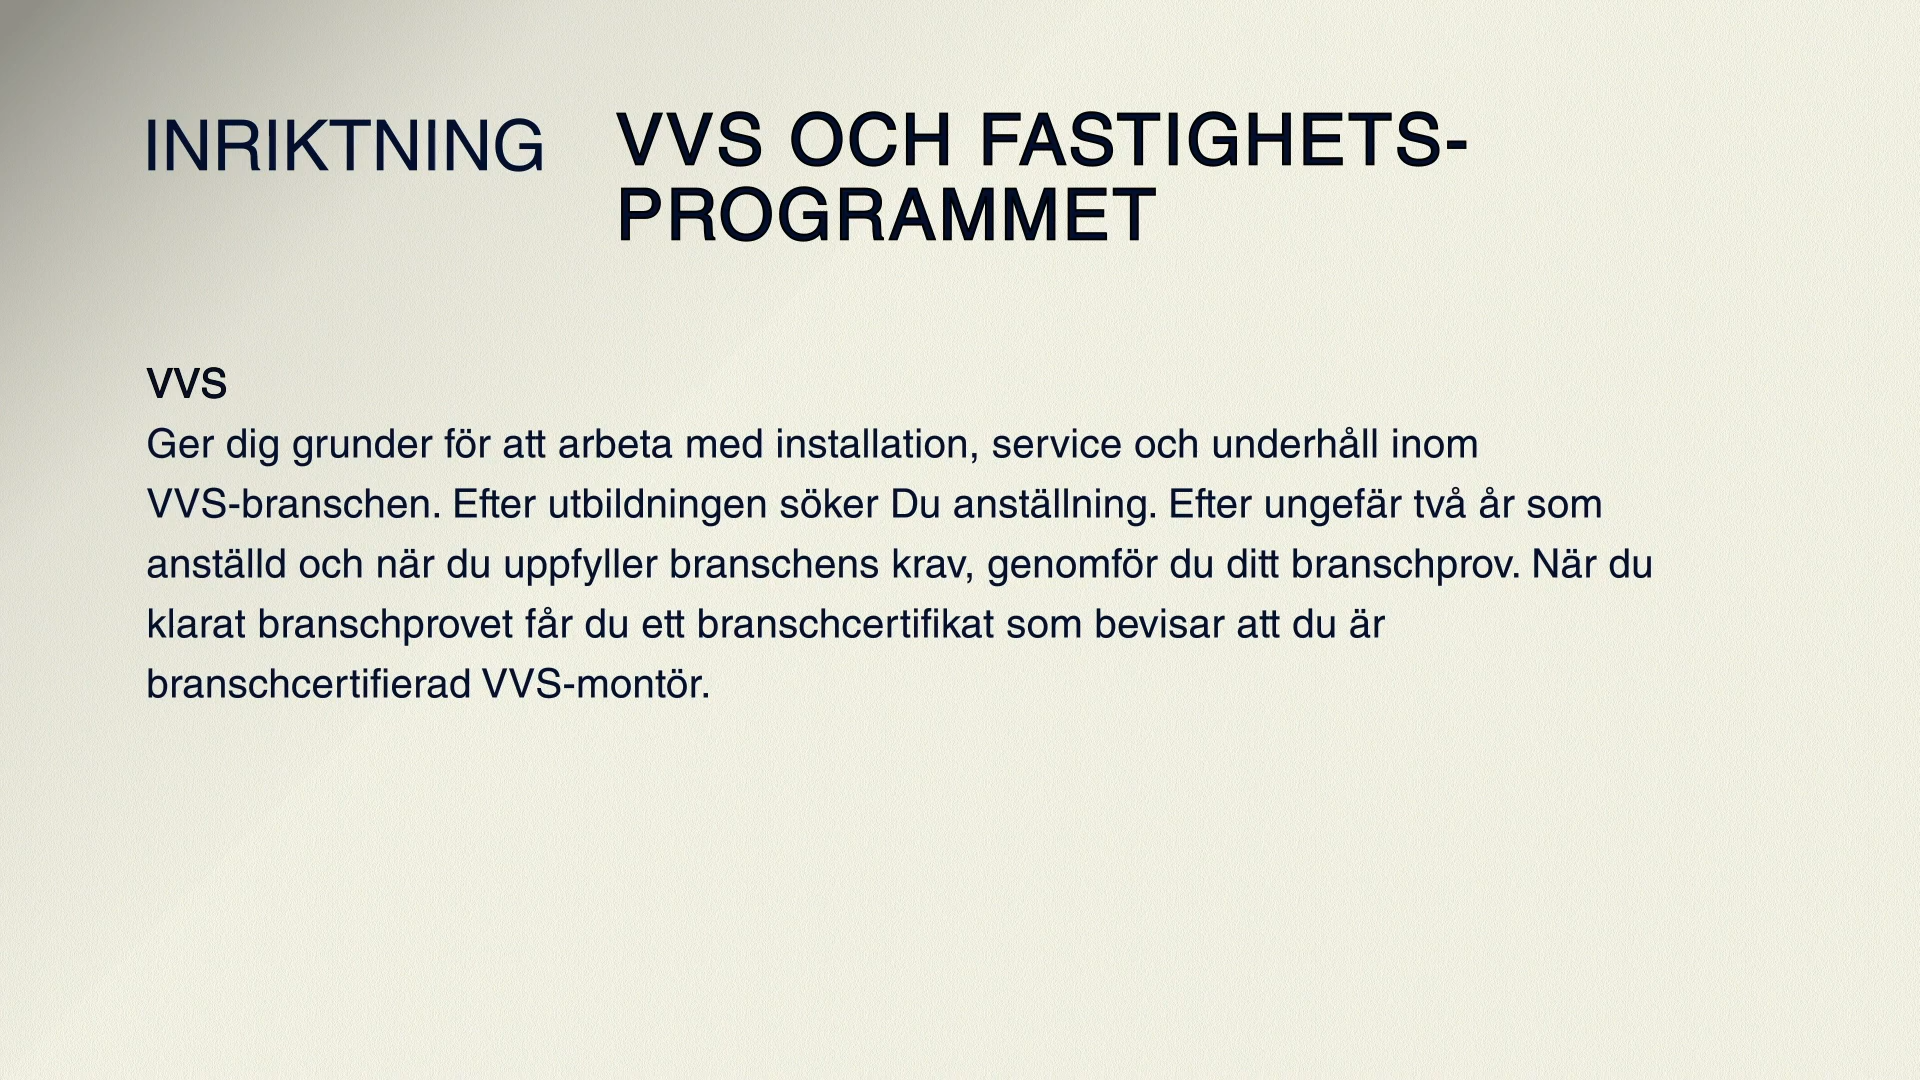 INRIKTNING
VVS OCH FASTIGHETS-
PROGRAMMET
VVS
Ger dig grunder för att arbeta med installation, service och underhåll inom
VVS-branschen. Efter utbildningen söker Du anställning. Efter ungefär två år som
anställd och när du uppfyller branschens krav, genomför du ditt branschprov. När du
klarat branschprovet får du ett branschcertifikat som bevisar att du är
branschcertifierad VVS-montör.